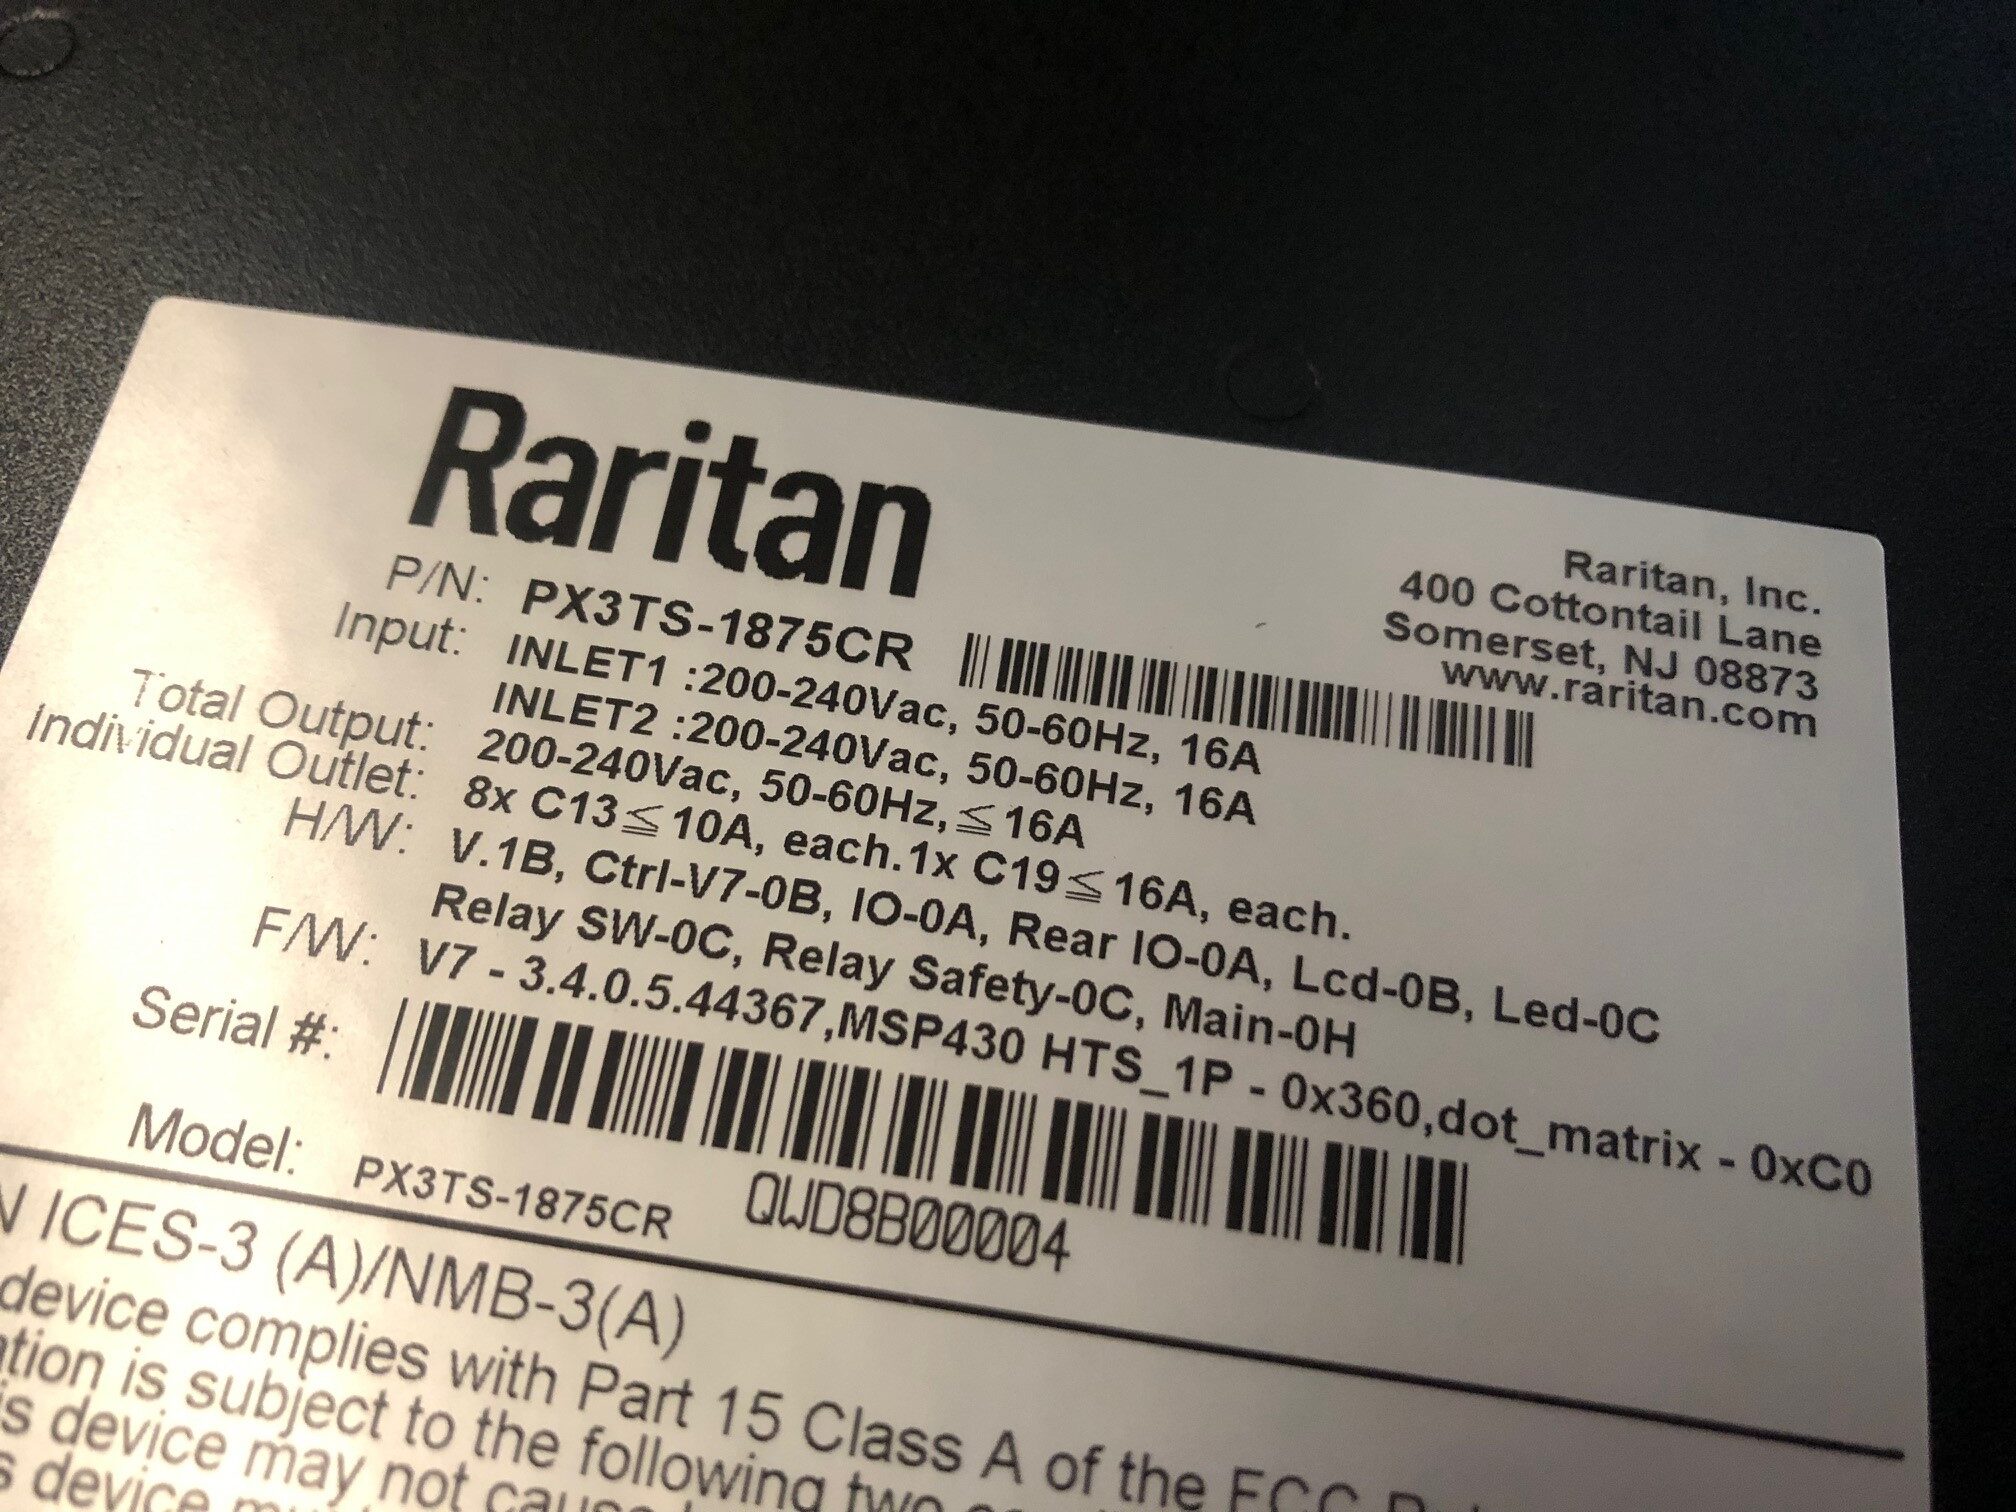 Raritan
Raritan, Inc.
400 Cottontail Lane
Somerset, NJ 08873
www.raritan.com
P/N: PX3TS-1875CR
Input: INLET1 :200-240Vac, 50-60Hz, 16A
INLET2 :200-240Vac, 50-60Hz, 16A
Total Output: 200-240Vac, 50-60Hz,≦16A
Individual Outlet: 8x C13≦10A, each.1x C19≦16A, each.
H/W: V.1B, Ctrl-V7-0B, IO-0A, Rear IO-0A, Lcd-0B, Led-0C
Relay SW-0C, Relay Safety-0C, Main-0H
F/W: V7 - 3.4.0.5.44367,MSP430 HTS_1P - 0x360,dot_matrix - 0xC0
Serial #:
QWD8B00004
Model: PX3TS-1875CR
ICES-3 (A)/NMB-3(A)
device complies with Part 15 Class A of the FCC
is subject to the following two
device may not cause
device